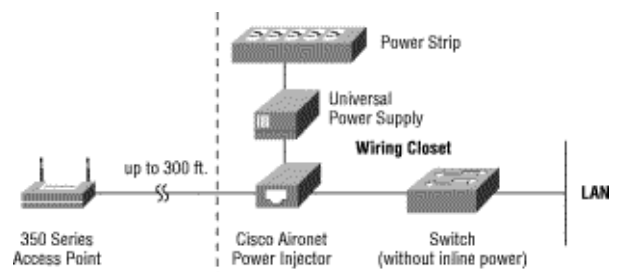 Power Strip
Universal
Power Supply
Wiring Closet
up to 300 ft.
LAN
350 Series
Access Point
Cisco Aironet
Power Injector
Switch
(without inline power)